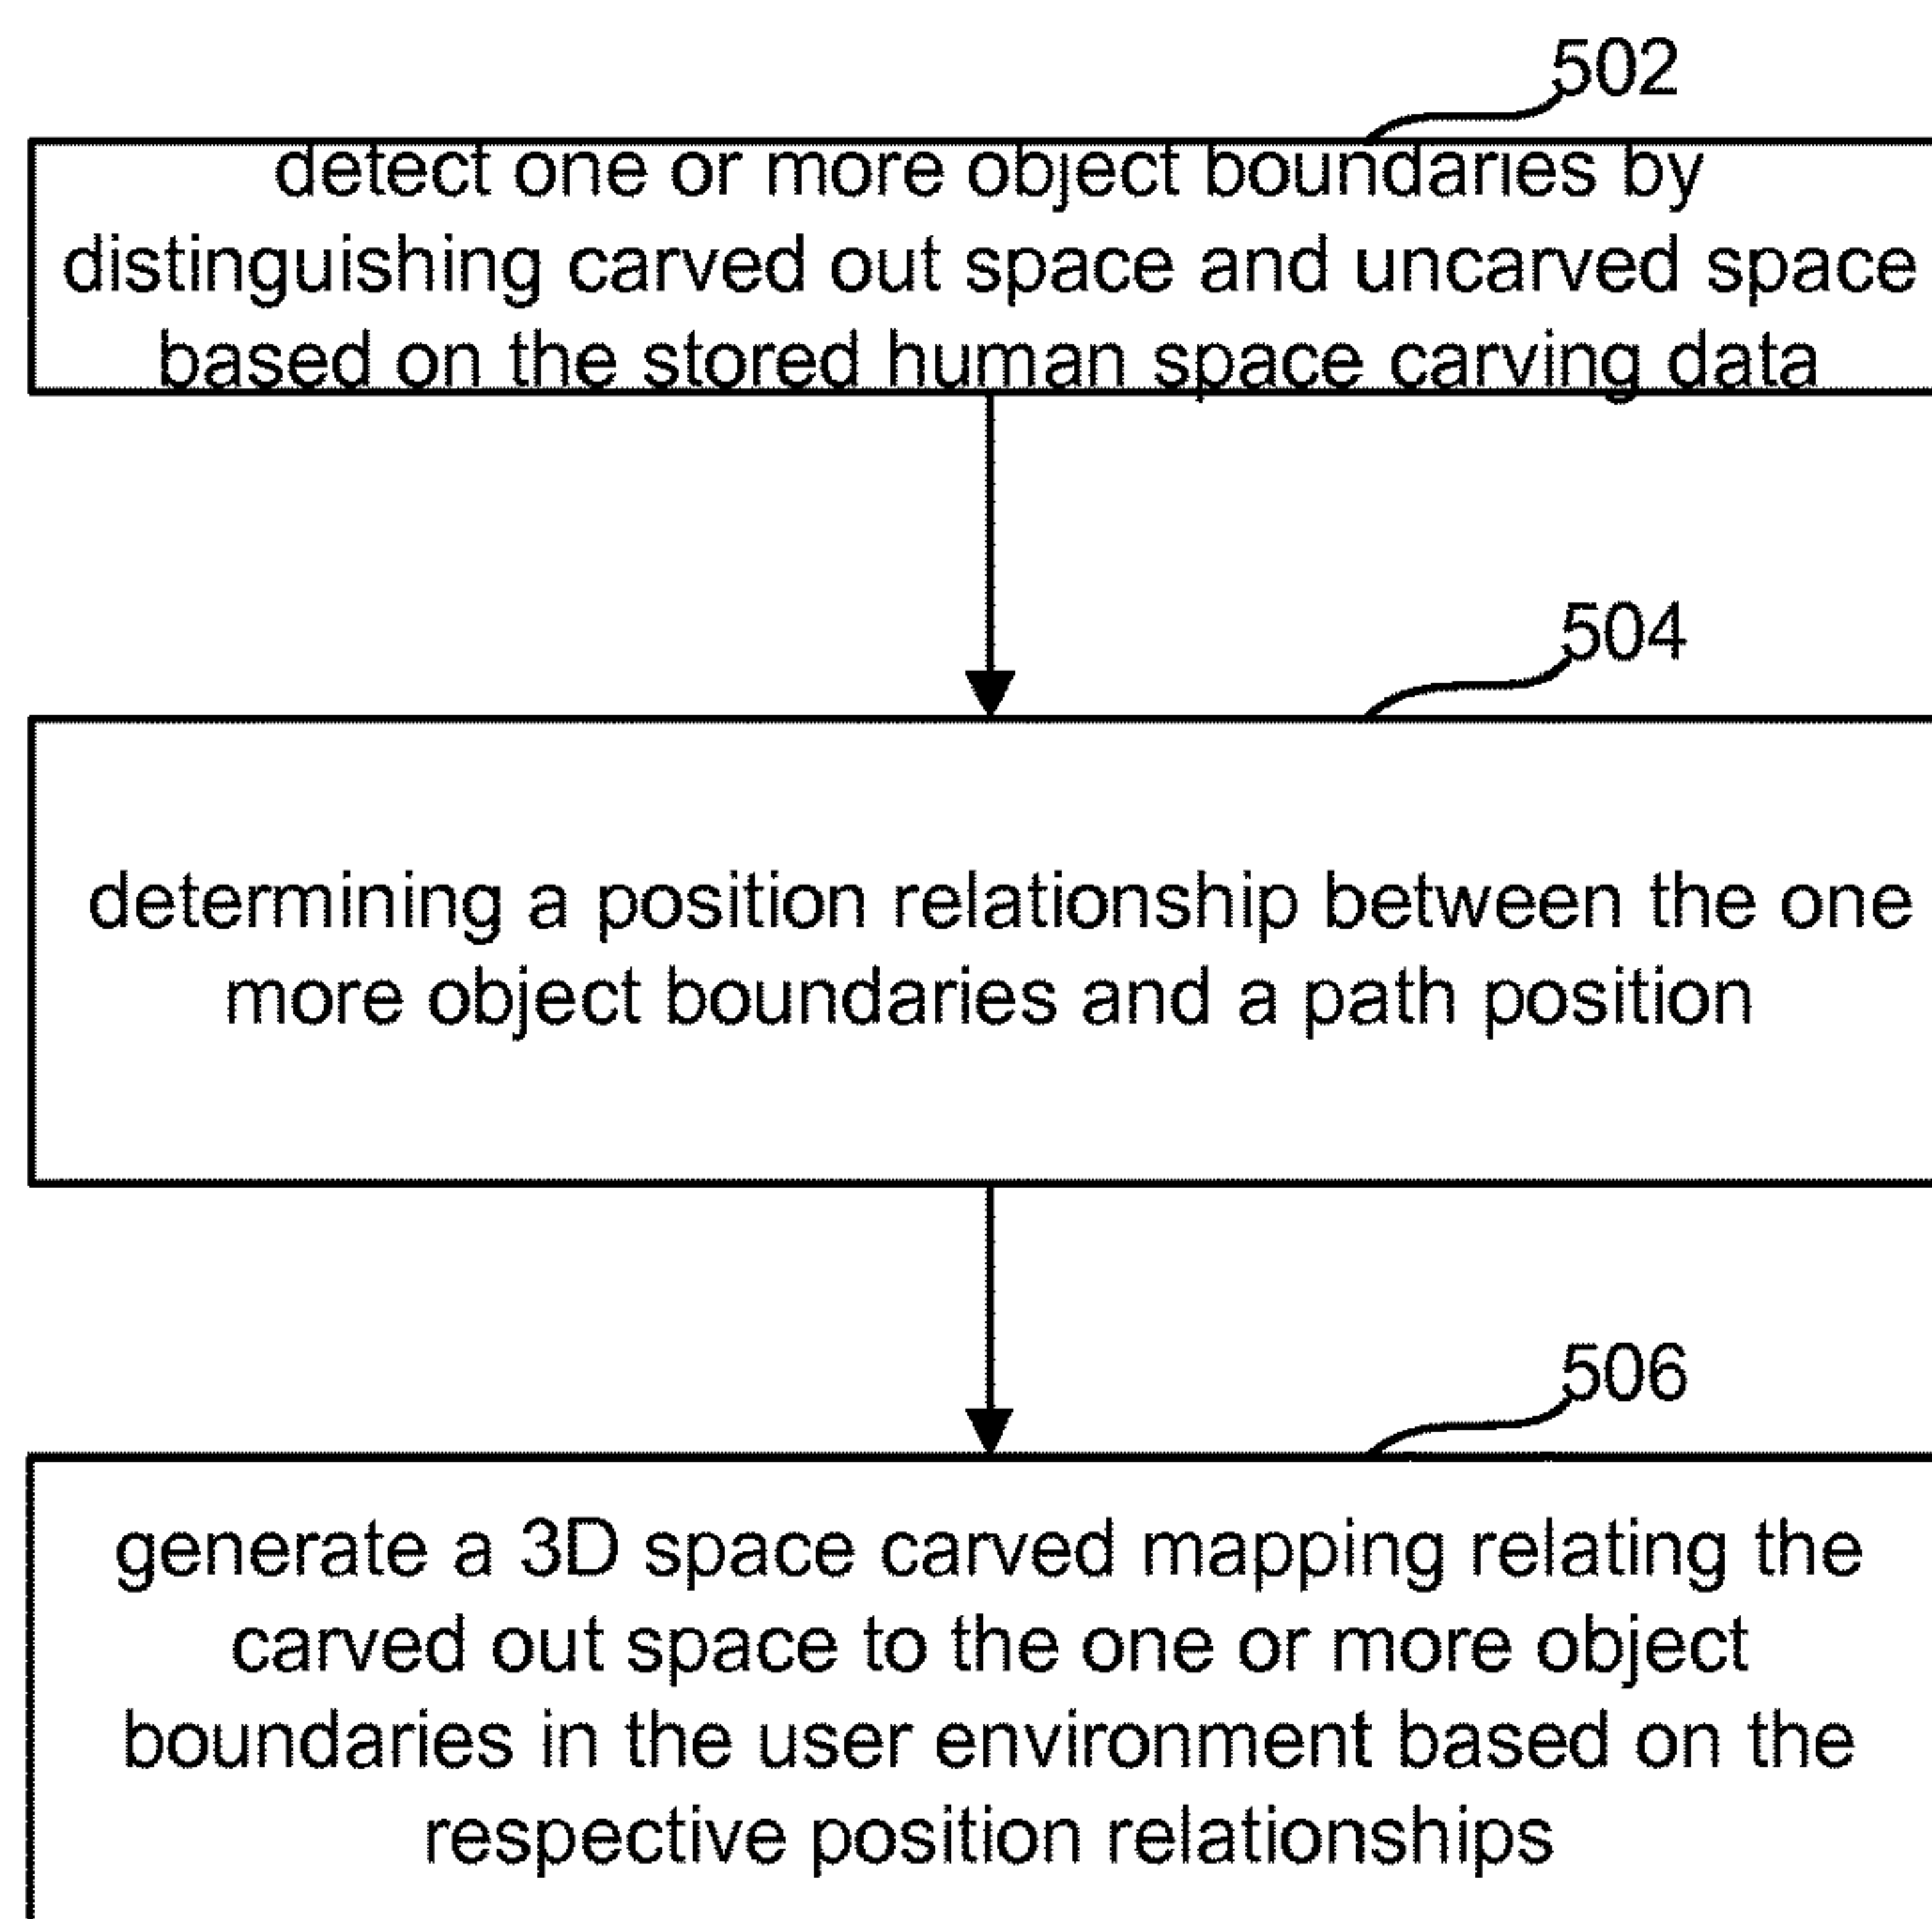 502
detect one or more object boundaries by
distinguishing carved out space and uncarved space
based on the stored human space carving data
504
determining a position relationship between the one
more object boundaries and a path position
506
generate a 3D space carved mapping relating the
carved out space to the one or more object
boundaries in the user environment based on the
respective position relationships